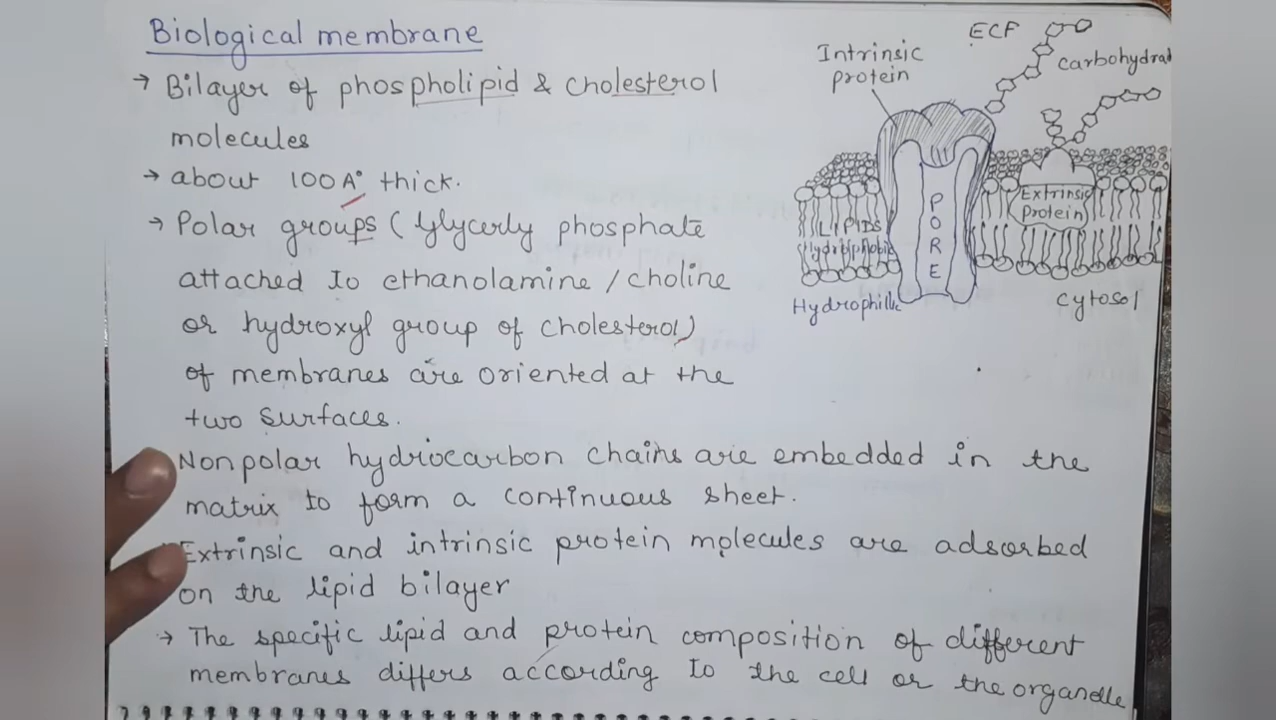 Biological membrane
→ Bilayer of phospholipid & cholesterol
molecules
→ about 100 A° thick.
→ Polar groups (Glycerly phosphate
attached to ethanolamine / choline
or hydroxyl group of cholesterol)
of membranes are oriented at the
two surfaces.
Nonpolar hydrocarbon chains are embedded in the
matrix to form a continuous sheet.
Extrinsic and intrinsic protein molecules are adsorbed
on the lipid bilayer
→ The specific lipid and protein composition of different
membranes differs according to the cell or the organelle
ECF
Intrinsic
protein
Carbohydrat
Extrinsic
Protein
PORE
LIPIDS
Hydrophobic
Hydrophilic
Cytosol